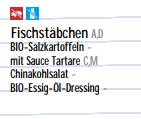 Fischstäbchen A,D
BIO-Salzkartoffeln -
mit Sauce Tartare C,M
Chinakohlsalat -
BIO-Essig-Öl-Dressing -